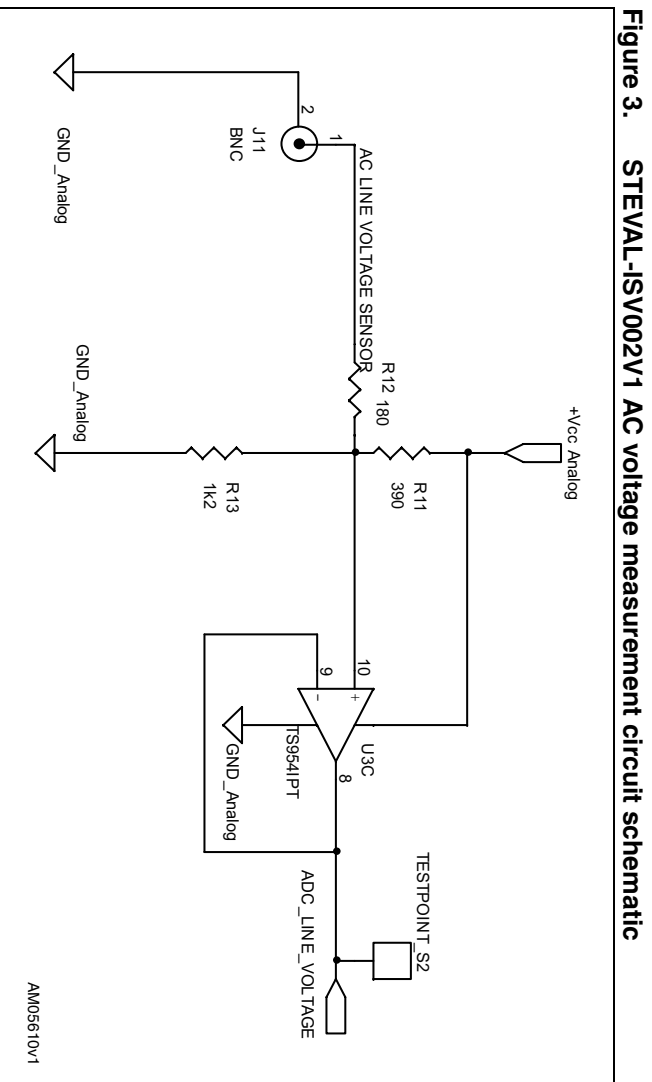 Figure 3. STEVAL-ISV002V1 AC voltage measurement circuit schematic
+Vcc Analog
J11
BNC
1
2
AC LINE VOLTAGE SENSOR
R12
180
R11
390
R13
1k2
GND_Analog
GND_Analog
10
+
9
-
8
U3C
TS954IPT
GND_Analog
TESTPOINT_S2
ADC_LINE_VOLTAGE
AM05610v1